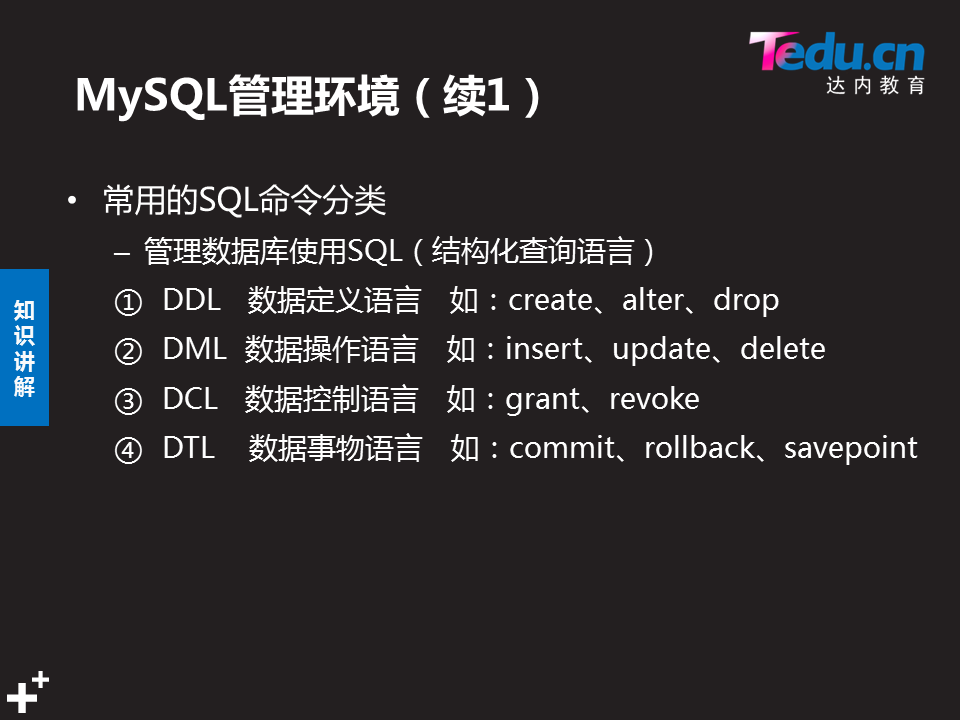 Tedu.cn
达内教育
MySQL管理环境（续1）
• 常用的SQL命令分类
– 管理数据库使用SQL（结构化查询语言）
① DDL 数据定义语言 如：create、alter、drop
② DML 数据操作语言 如：insert、update、delete
③ DCL 数据控制语言 如：grant、revoke
④ DTL 数据事物语言 如：commit、rollback、savepoint
知
识
讲
解